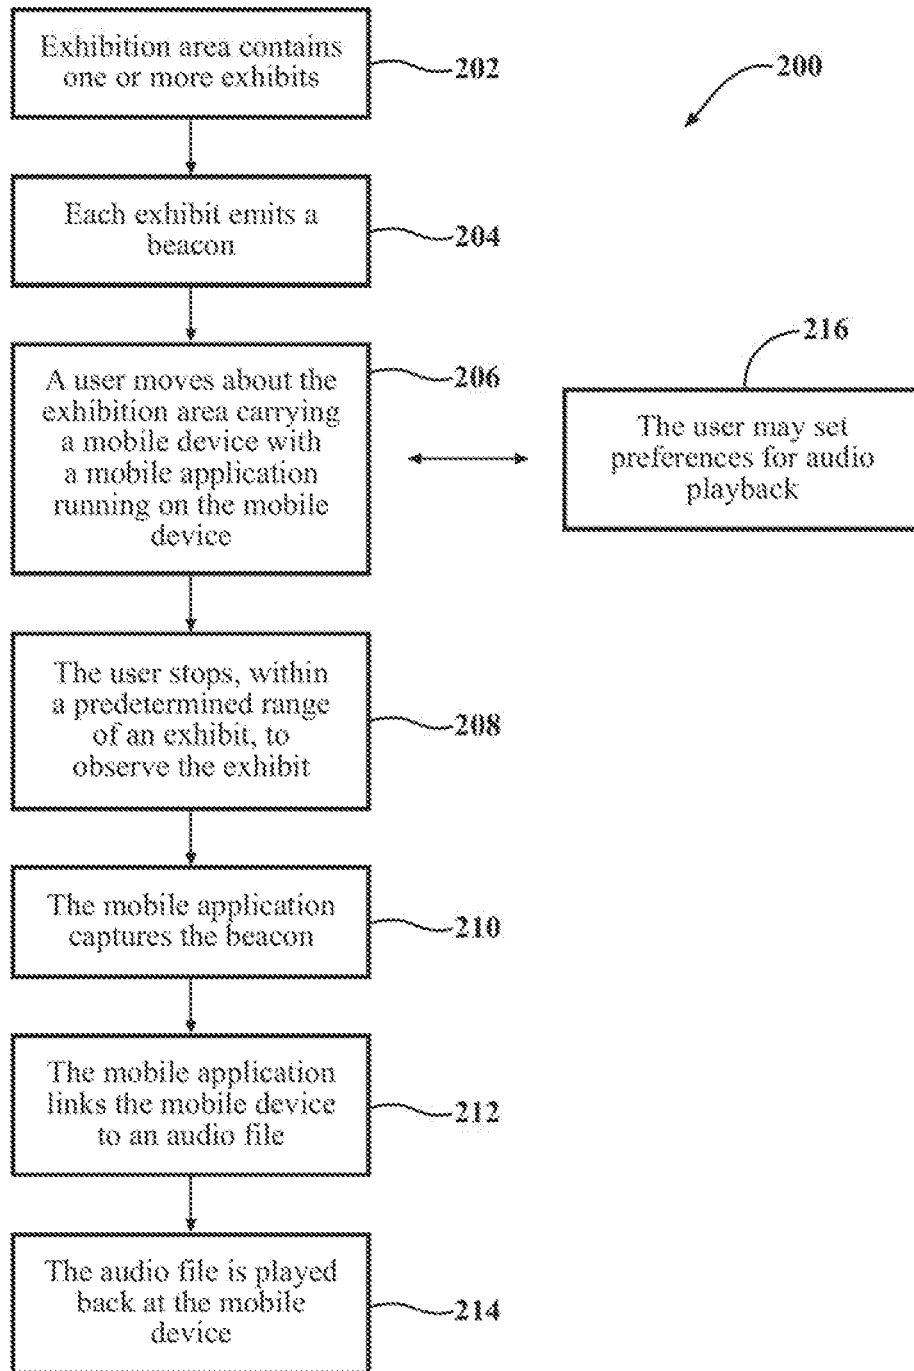 Exhibition area contains
one or more exhibits
202
200
Each exhibit emits a
beacon
204
216
A user moves about the
exhibition area carrying
a mobile device with
a mobile application
running on the mobile
device
206
The user may set
preferences for audio
playback
The user stops, within
a predetermined range
of an exhibit, to
observe the exhibit
208
The mobile application
captures the beacon
210
The mobile application
links the mobile device
to an audio file
212
The audio file is played
back at the mobile
device
214